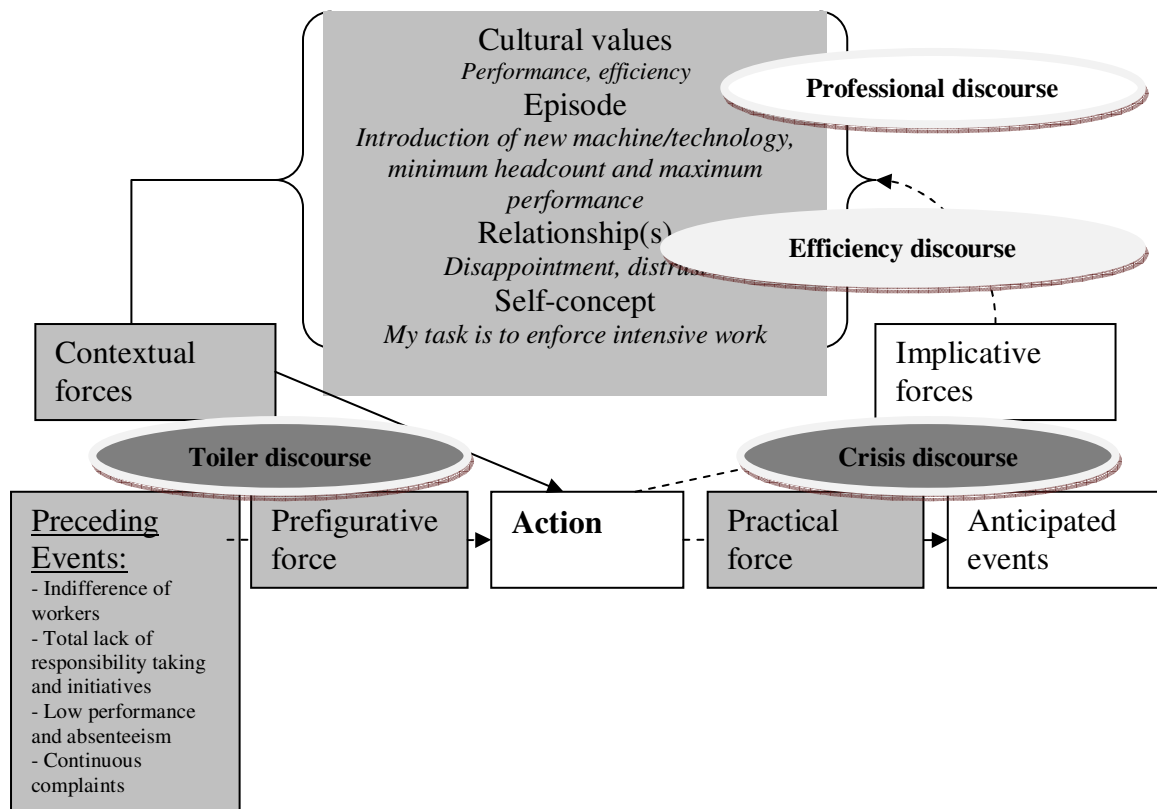 Cultural values
Performance, efficiency
Episode
Introduction of new machine/technology,
minimum headcount and maximum
performance
Relationship(s)
Disappointment, distrust
Self-concept
My task is to enforce intensive work
Professional discourse
Efficiency discourse
Contextual
forces
Implicative
forces
Toiler discourse
Crisis discourse
Preceding
Events:
- Indifference of
workers
- Total lack of
responsibility taking
and initiatives
- Low performance
and absenteeism
- Continuous
complaints
Prefigurative
force
Action
Practical
force
Anticipated
events